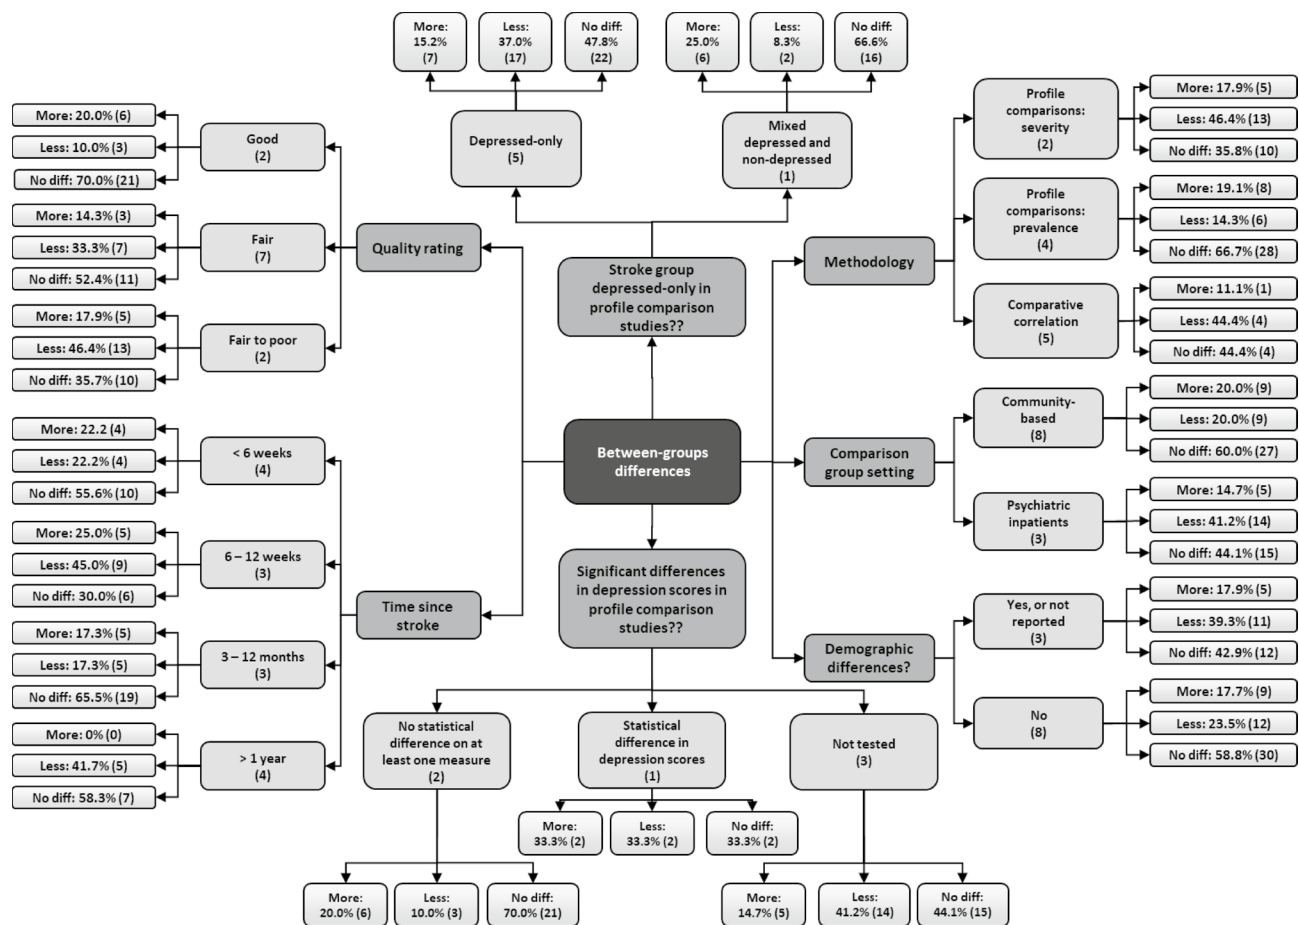 More:
15.2%
(7)
Less:
37.0%
(17)
No diff:
47.8%
(22)
More:
25.0%
(6)
Less:
8.3%
(2)
No diff:
66.6%
(16)
Depressed-only
(5)
Mixed
depressed and
non-depressed
(1)
Stroke group
depressed-only in
profile comparison
studies??
More: 20.0% (6)
Less: 10.0% (3)
No diff: 70.0% (21)
Good
(2)
More: 14.3% (3)
Less: 33.3% (7)
No diff: 52.4% (11)
Fair
(7)
More: 17.9% (5)
Less: 46.4% (13)
No diff: 35.7% (10)
Fair to poor
(2)
Quality rating
More: 22.2 (4)
Less: 22.2% (4)
No diff: 55.6% (10)
< 6 weeks
(4)
More: 25.0% (5)
Less: 45.0% (9)
No diff: 30.0% (6)
6 – 12 weeks
(3)
More: 17.3% (5)
Less: 17.3% (5)
No diff: 65.5% (19)
3 – 12 months
(3)
More: 0% (0)
Less: 41.7% (5)
No diff: 58.3% (7)
> 1 year
(4)
Time since
stroke
Between-groups
differences
Methodology
Profile
comparisons:
severity
(2)
More: 17.9% (5)
Less: 46.4% (13)
No diff: 35.8% (10)
Profile
comparisons:
prevalence
(4)
More: 19.1% (8)
Less: 14.3% (6)
No diff: 66.7% (28)
Comparative
correlation
(5)
More: 11.1% (1)
Less: 44.4% (4)
No diff: 44.4% (4)
Comparison
group setting
Community-
based
(8)
More: 20.0% (9)
Less: 20.0% (9)
No diff: 60.0% (27)
Psychiatric
inpatients
(3)
More: 14.7% (5)
Less: 41.2% (14)
No diff: 44.1% (15)
Demographic
differences?
Yes, or not
reported
(3)
More: 17.9% (5)
Less: 39.3% (11)
No diff: 42.9% (12)
No
(8)
More: 17.7% (9)
Less: 23.5% (12)
No diff: 58.8% (30)
Significant differences
in depression scores in
profile comparison
studies??
No statistical
difference on at
least one measure
(2)
Statistical
difference in
depression scores
(1)
Not tested
(3)
More:
33.3% (2)
Less:
33.3% (2)
No diff:
33.3% (2)
More:
20.0% (6)
Less:
10.0% (3)
No diff:
70.0% (21)
More:
14.7% (5)
Less:
41.2% (14)
No diff:
44.1% (15)